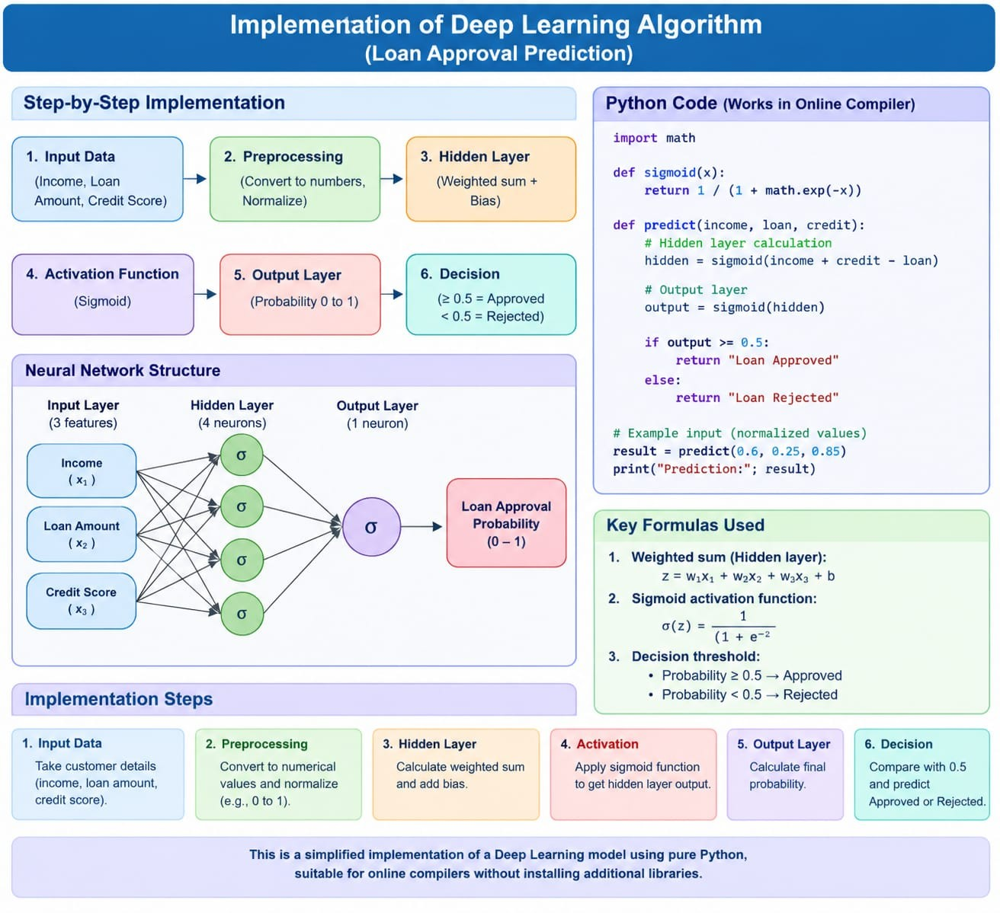 Implementation of Deep Learning Algorithm
(Loan Approval Prediction)
Step-by-Step Implementation
1. Input Data
(Income, Loan
Amount, Credit Score)
2. Preprocessing
(Convert to numbers,
Normalize)
3. Hidden Layer
(Weighted sum +
Bias)
4. Activation Function
(Sigmoid)
5. Output Layer
(Probability 0 to 1)
6. Decision
(≥ 0.5 = Approved
< 0.5 = Rejected)
Neural Network Structure
Input Layer
(3 features)
Hidden Layer
(4 neurons)
Output Layer
(1 neuron)
Income
( x₁ )
Loan Amount
( x₂ )
Credit Score
( x₃ )
σ
σ
σ
σ
σ
Loan Approval
Probability
(0 – 1)
Python Code (Works in Online Compiler)
import math
def sigmoid(x):
return 1 / (1 + math.exp(-x))
def predict(income, loan, credit):
# Hidden layer calculation
hidden = sigmoid(income + credit - loan)
# Output layer
output = sigmoid(hidden)
if output >= 0.5:
return "Loan Approved"
else:
return "Loan Rejected"
# Example input (normalized values)
result = predict(0.6, 0.25, 0.85)
print("Prediction:"; result)
Key Formulas Used
1. Weighted sum (Hidden layer):
z = w₁x₁ + w₂x₂ + w₃x₃ + b
2. Sigmoid activation function:
σ(z) = 1
(1 + e⁻²
3. Decision threshold:
• Probability ≥ 0.5 → Approved
• Probability < 0.5 → Rejected
Implementation Steps
1. Input Data
Take customer details
(income, loan amount,
credit score).
2. Preprocessing
Convert to numerical
values and normalize
(e.g., 0 to 1).
3. Hidden Layer
Calculate weighted sum
and add bias.
4. Activation
Apply sigmoid function
to get hidden layer output.
5. Output Layer
Calculate final
probability.
6. Decision
Compare with 0.5
and predict
Approved or Rejected.
This is a simplified implementation of a Deep Learning model using pure Python,
suitable for online compilers without installing additional libraries.